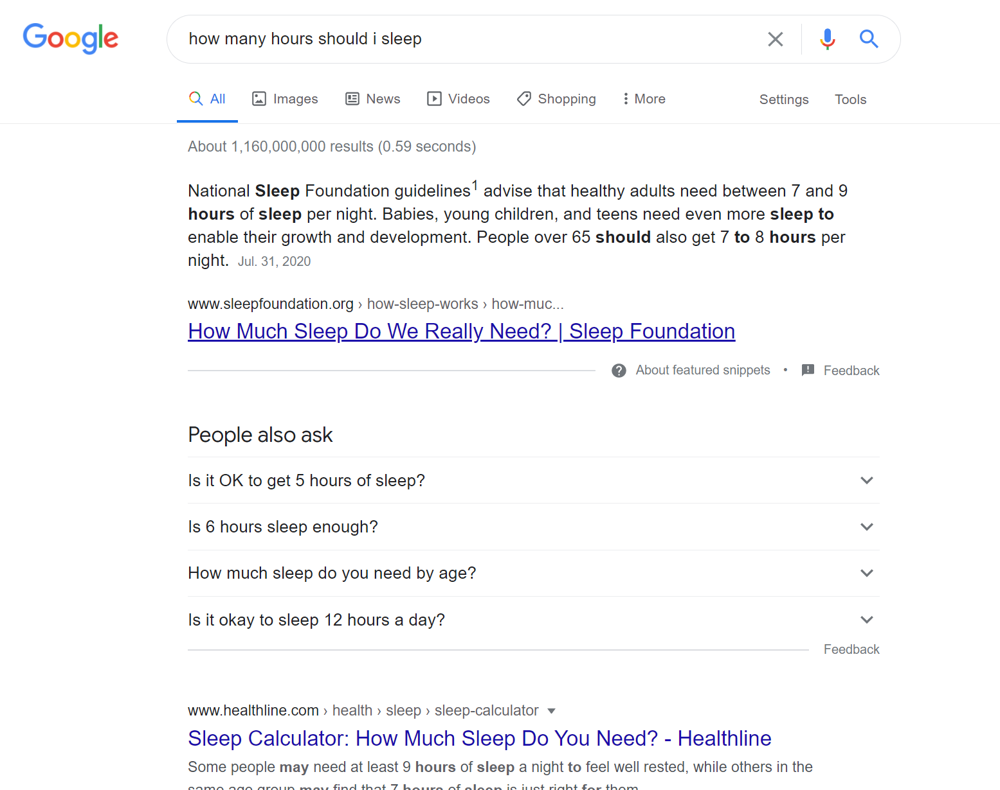 Google
how many hours should i sleep
All Images News Videos Shopping More Settings Tools
About 1,160,000,000 results (0.59 seconds)
National Sleep Foundation guidelines1 advise that healthy adults need between 7 and 9
hours of sleep per night. Babies, young children, and teens need even more sleep to
enable their growth and development. People over 65 should also get 7 to 8 hours per
night. Jul. 31, 2020
www.sleepfoundation.org › how-sleep-works › how-muc...
How Much Sleep Do We Really Need? | Sleep Foundation
About featured snippets • Feedback
People also ask
Is it OK to get 5 hours of sleep?
Is 6 hours sleep enough?
How much sleep do you need by age?
Is it okay to sleep 12 hours a day?
Feedback
www.healthline.com › health › sleep › sleep-calculator
Sleep Calculator: How Much Sleep Do You Need? - Healthline
Some people may need at least 9 hours of sleep a night to feel well rested, while others in the
same age group may find that 7 hours of sleep is just right for them.